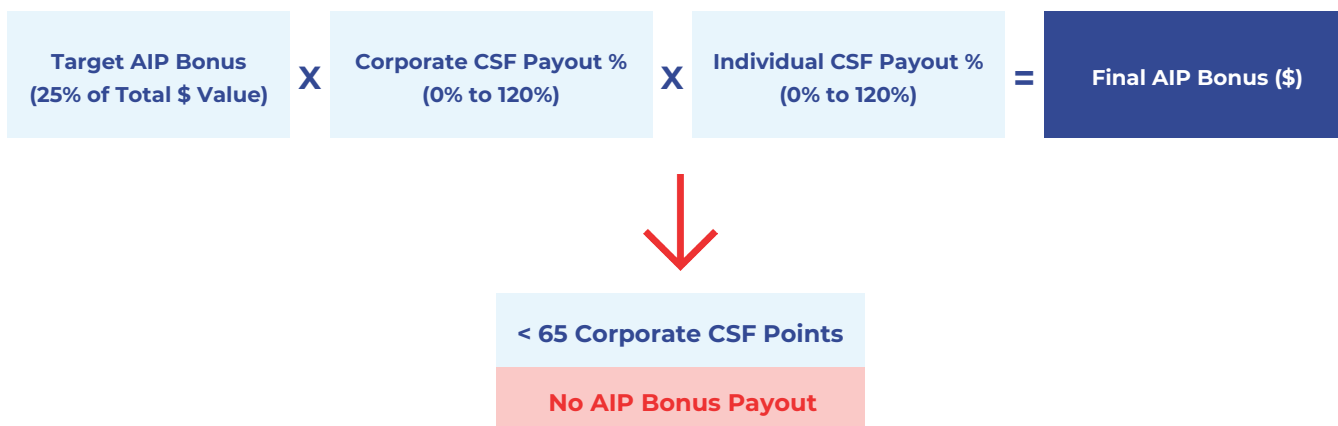 Target AIP Bonus
(25% of Total $ Value)
X
Corporate CSF Payout %
(0% to 120%)
X
Individual CSF Payout %
(0% to 120%)
=
Final AIP Bonus ($)
< 65 Corporate CSF Points
No AIP Bonus Payout